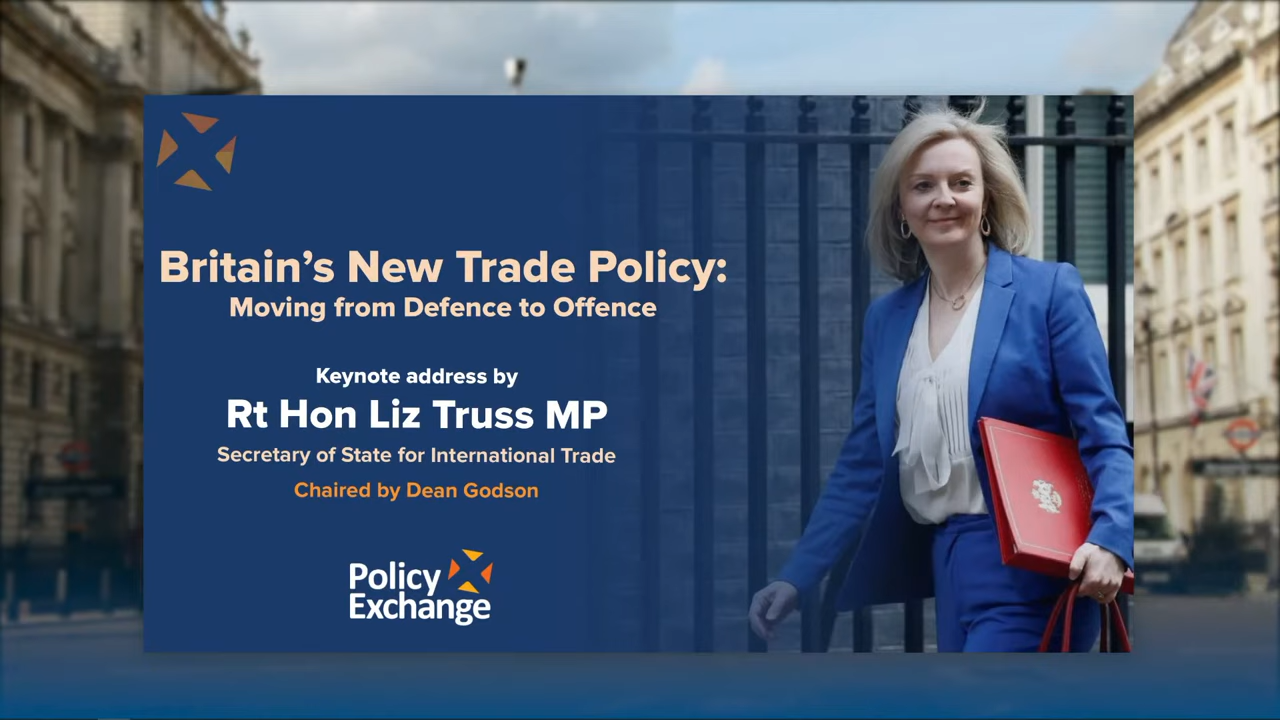 Britain's New Trade Policy:
Moving from Defence to Offence
Keynote address by
Rt Hon Liz Truss MP
Secretary of State for International Trade
Chaired by Dean Godson
Policy
Exchange